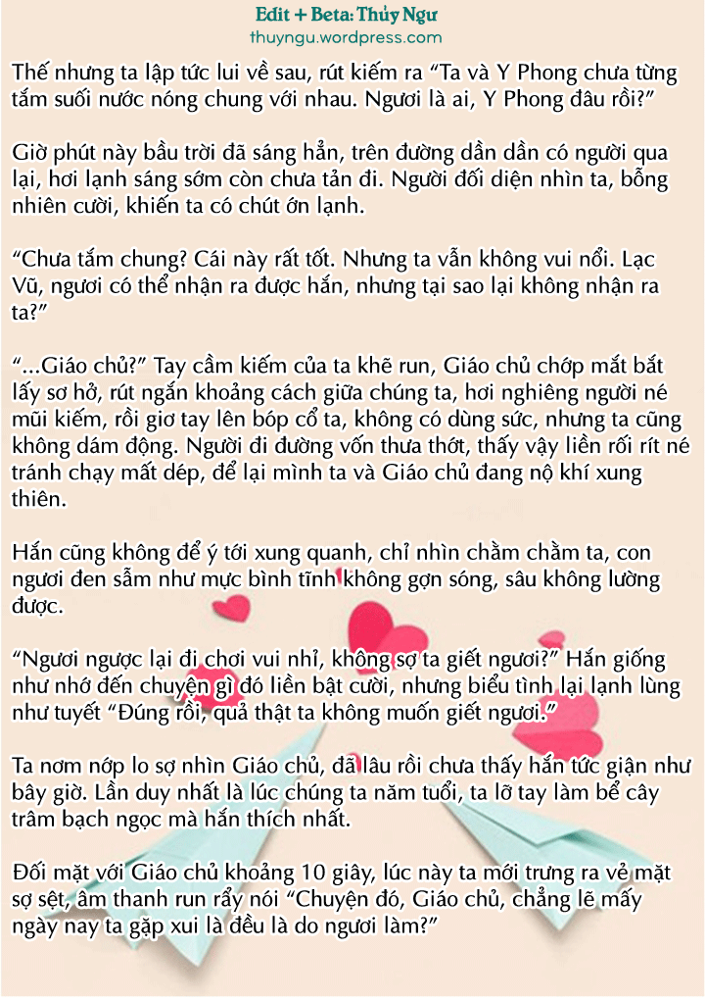 Edit + Beta: Thủy Ngư
thuyngu.wordpress.com
Thế nhưng ta lập tức lui về sau, rút kiếm ra “Ta và Y Phong chưa từng
tắm suối nước nóng chung với nhau. Ngươi là ai, Y Phong đâu rồi?”
Giờ phút này bầu trời đã sáng hẳn, trên đường dần dần có người qua
lại, hơi lạnh sáng sớm còn chưa tản đi. Người đối diện nhìn ta, bỗng
nhiên cười, khiến ta có chút ớn lạnh.
“Chưa tắm chung? Cái này rất tốt. Nhưng ta vẫn không vui nổi. Lạc
Vũ, ngươi có thể nhận ra được hắn, nhưng tại sao lại không nhận ra
ta?”
“...Giáo chủ?” Tay cầm kiếm của ta khẽ run, Giáo chủ chớp mắt bắt
lấy sơ hở, rút ngắn khoảng cách giữa chúng ta, hơi nghiêng người né
mũi kiếm, rồi giơ tay lên bóp cổ ta, không có dùng sức, nhưng ta cũng
không dám động. Người đi đường vốn thưa thớt, thấy vậy liền rối rít né
tránh chạy mất dép, để lại mình ta và Giáo chủ đang nộ khí xung
thiên.
Hắn cũng không để ý tới xung quanh, chỉ nhìn chằm chằm ta, con
ngươi đen sẫm như mực bình tĩnh không gợn sóng, sâu không lường
được.
“Ngươi ngược lại đi chơi vui nhỉ, không sợ ta giết ngươi?” Hắn giống
như nhớ đến chuyện gì đó liền bật cười, nhưng biểu tình lại lạnh lùng
như tuyết “Đúng rồi, quả thật ta không muốn giết ngươi.”
Ta nơm nớp lo sợ nhìn Giáo chủ, đã lâu rồi chưa thấy hắn tức giận như
bây giờ. Lần duy nhất là lúc chúng ta năm tuổi, ta lỡ tay làm bể cây
trâm bạch ngọc mà hắn thích nhất.
Đối mặt với Giáo chủ khoảng 10 giây, lúc này ta mới trưng ra vẻ mặt
sợ sệt, âm thanh run rẩy nói “Chuyện đó, Giáo chủ, chẳng lẽ mấy
ngày nay ta gặp xui là đều là do ngươi làm?”